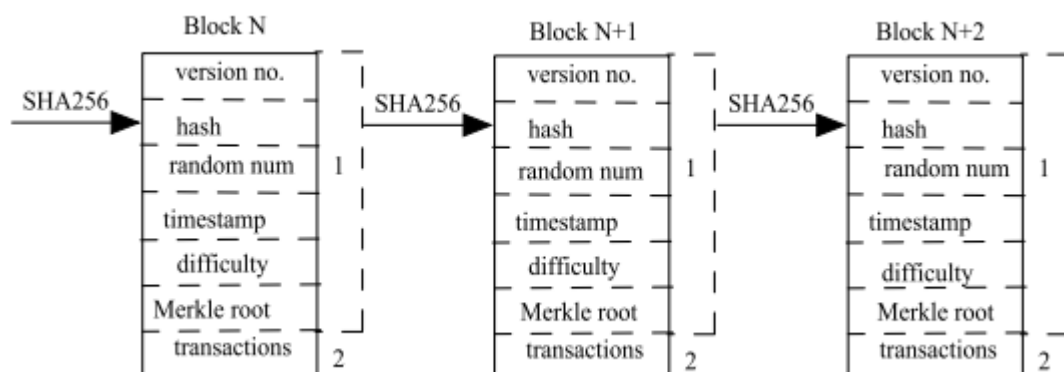 Block N
SHA256
version no.
hash
random num
timestamp
difficulty
Merkle root
transactions
1
2
Block N+1
SHA256
version no.
hash
random num
timestamp
difficulty
Merkle root
transactions
1
2
Block N+2
SHA256
version no.
hash
random num
timestamp
difficulty
Merkle root
transactions
1
2